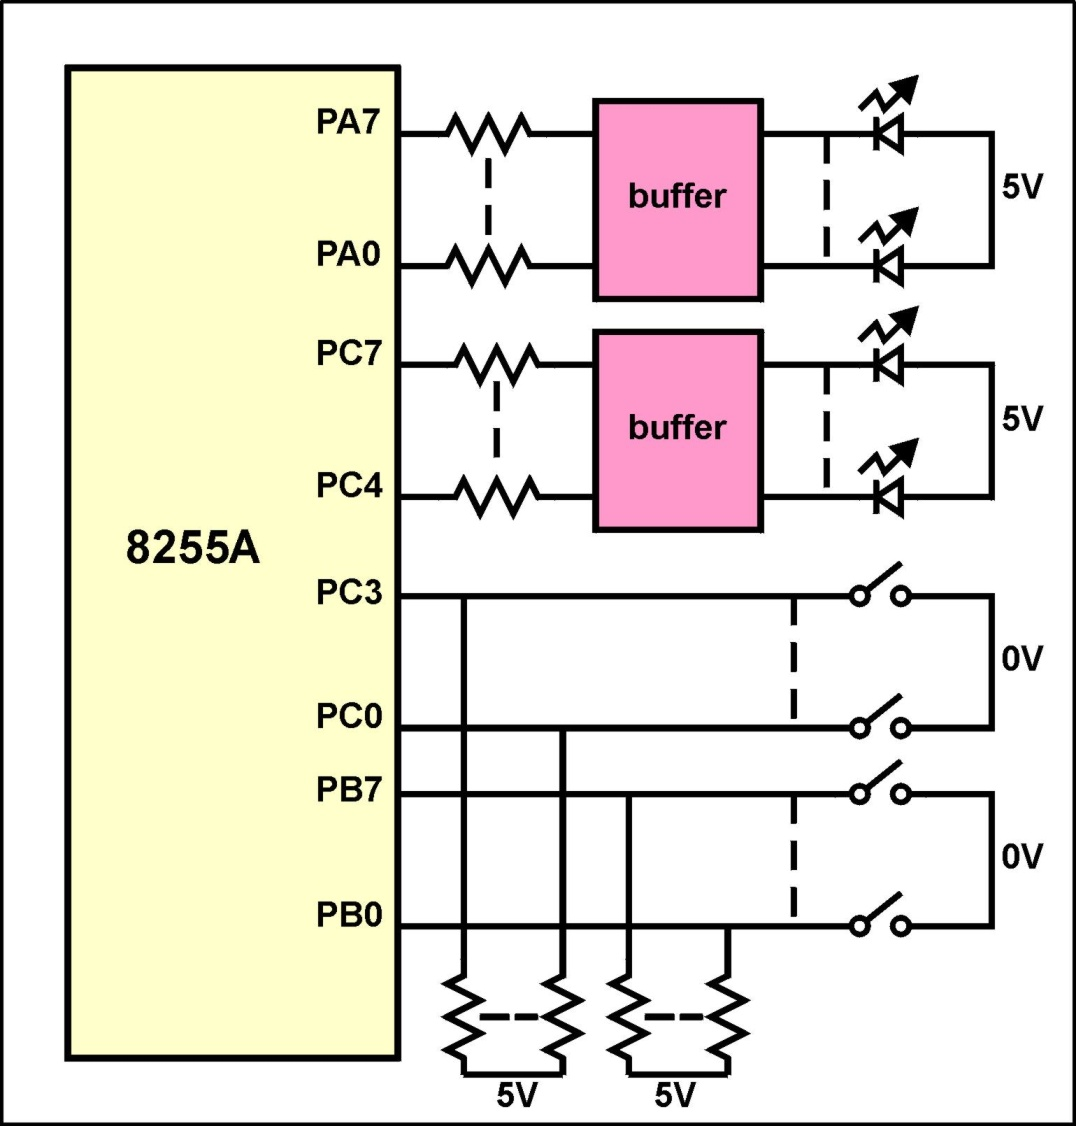 PA7
buffer
5V
PA0
PC7
buffer
5V
PC4
8255A
PC3
0V
PC0
PB7
0V
PB0
5V
5V